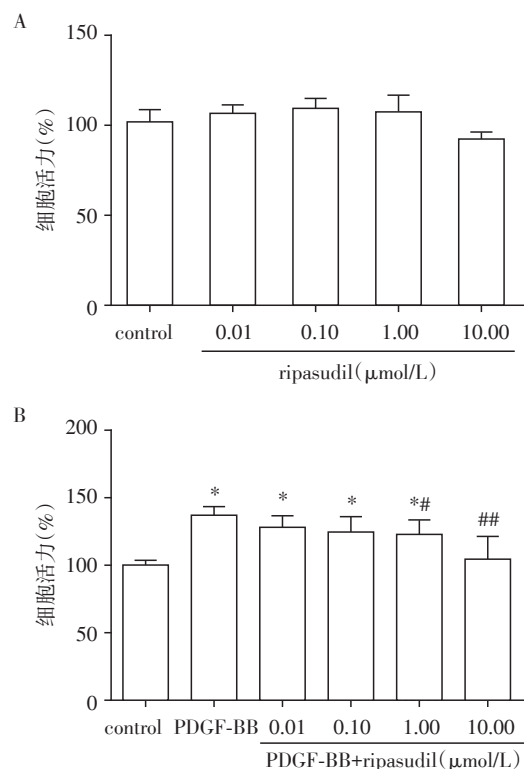 A
150
100
50
0
细胞活力(%)
control 0.01 0.10 1.00 10.00
ripasudil(μmol/L)
B
200
150
100
50
0
细胞活力(%)
* * * *# ##
control PDGF-BB 0.01 0.10 1.00 10.00
PDGF-BB+ripasudil(μmol/L)